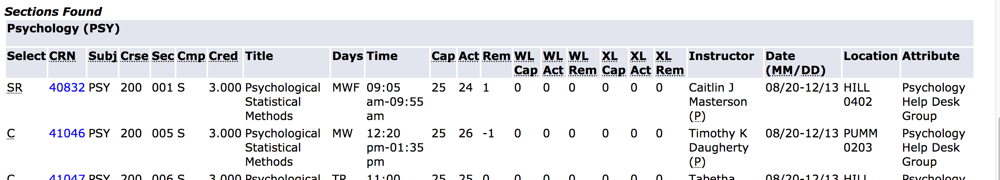 Sections Found
Psychology (PSY)
Select CRN Subj Crse Sec Cmp Cred Title Days Time Cap Act Rem WL Cap WL Act WL Rem XL Cap XL Act XL Rem Instructor Date (MM/DD) Location Attribute
SR 40832 PSY 200 001 S 3.000 Psychological Statistical Methods MWF 09:05 am-09:55 am 25 24 1 0 0 0 0 0 0 Caitlin J Masterson (P) 08/20-12/13 HILL 0402 Psychology Help Desk Group
C 41046 PSY 200 005 S 3.000 Psychological Statistical Methods MW 12:20 pm-01:35 pm 25 26 -1 0 0 0 0 0 0 Timothy K Daugherty (P) 08/20-12/13 PUMM 0203 Psychology Help Desk Group
C 41047 PSY 200 006 S 3.000 Psychological TR 11:00 25 25 0 0 0 0 0 0 0 Tabetha 08/20-12/13 HILL Psychology